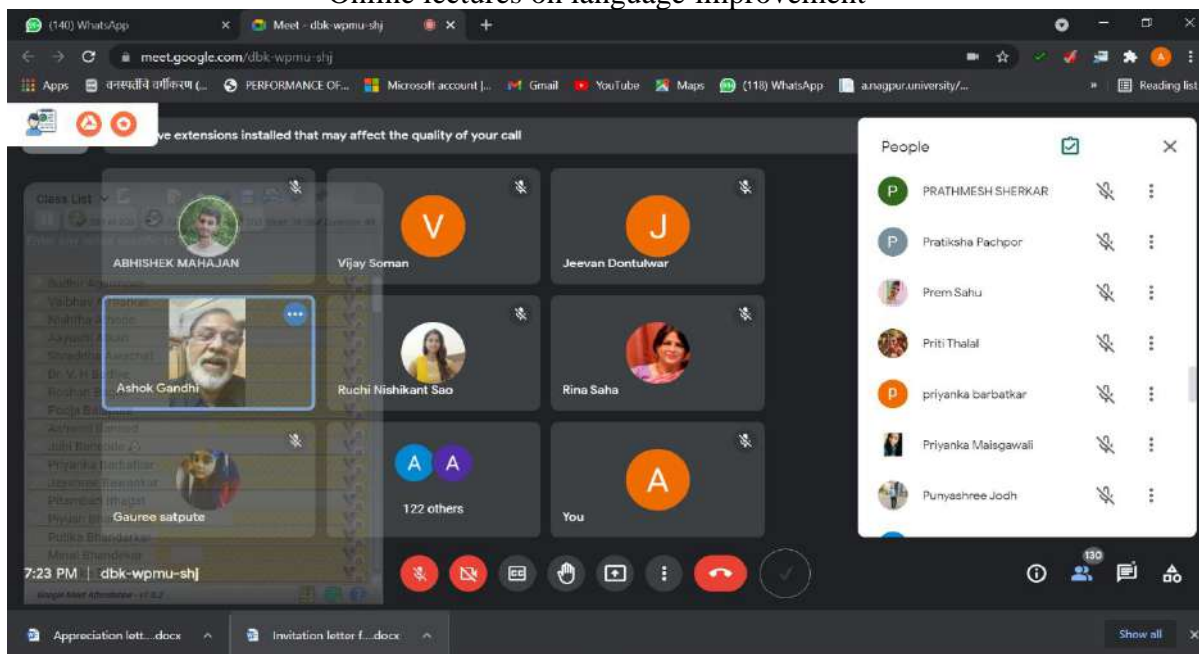 Online lectures on language improvement
(140) WhatsApp
Meet - dbk-wpmu-shj
meet.google.com/dbk-wpmu-shj
Apps
वनस्पतींचे वर्गीकरण (...
PERFORMANCE OF...
Microsoft account |...
Gmail
YouTube
Maps
(118) WhatsApp
a.nagpur.university/...
»
Reading list
ve extensions installed that may affect the quality of your call
People
Class List
ABHISHEK MAHAJAN
V
Vijay Soman
J
Jeevan Dontulwar
Ashok Gandhi
Ruchi Nishikant Sao
Rina Saha
Gauree satpute
A A
122 others
A
You
P PRATHMESH SHERKAR
P Pratiksha Pachpor
Prem Sahu
Priti Thalal
P priyanka barbatkar
Priyanka Maisgawali
Punyashree Jodh
7:23 PM | dbk-wpmu-shj
CC
130
Appreciation lett....docx
Invitation letter f....docx
Show all